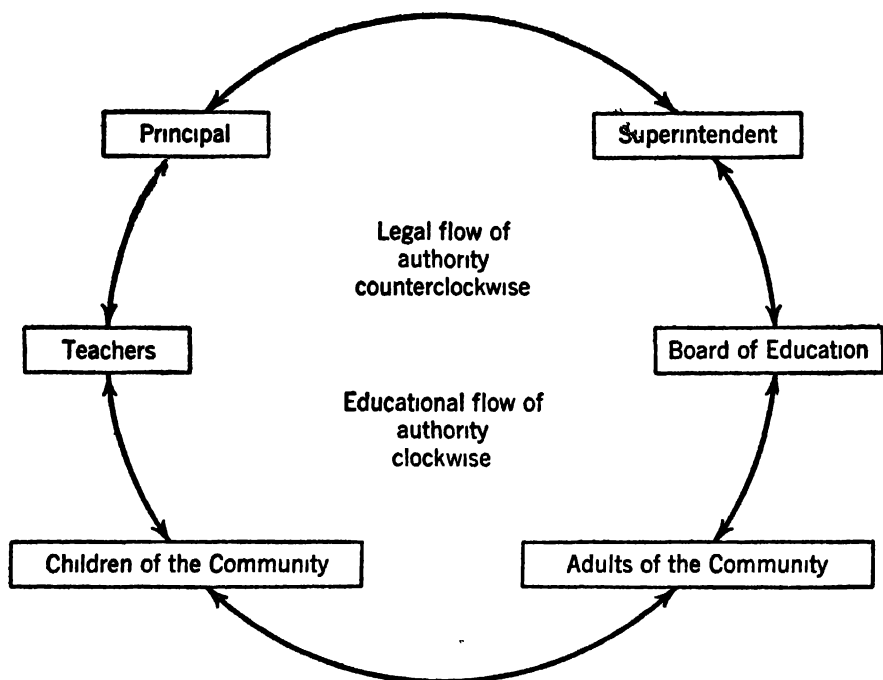 Principal
Superintendent
Legal flow of
authority
counterclockwise
Teachers
Board of Education
Educational flow of
authority
clockwise
Children of the Community
Adults of the Community